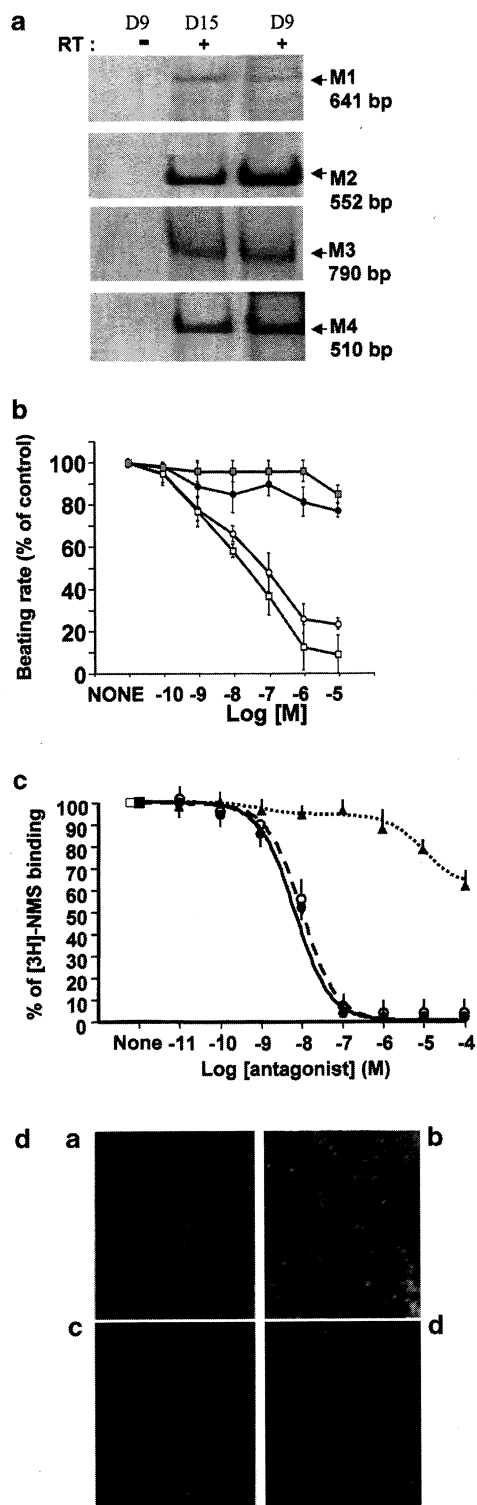 a
D9 D15 D9
RT : - + +
M1
641 bp
M2
552 bp
M3
790 bp
M4
510 bp
b
Beating rate (% of control)
100
80
60
40
20
0
NONE -10 -9 -8 -7 -6 -5
Log [M]
c
% of [3H]-NMS binding
100
90
80
70
60
50
40
30
20
10
0
None -11 -10 -9 -8 -7 -6 -5 -4
Log [antagonist] (M)
d
a b
c d